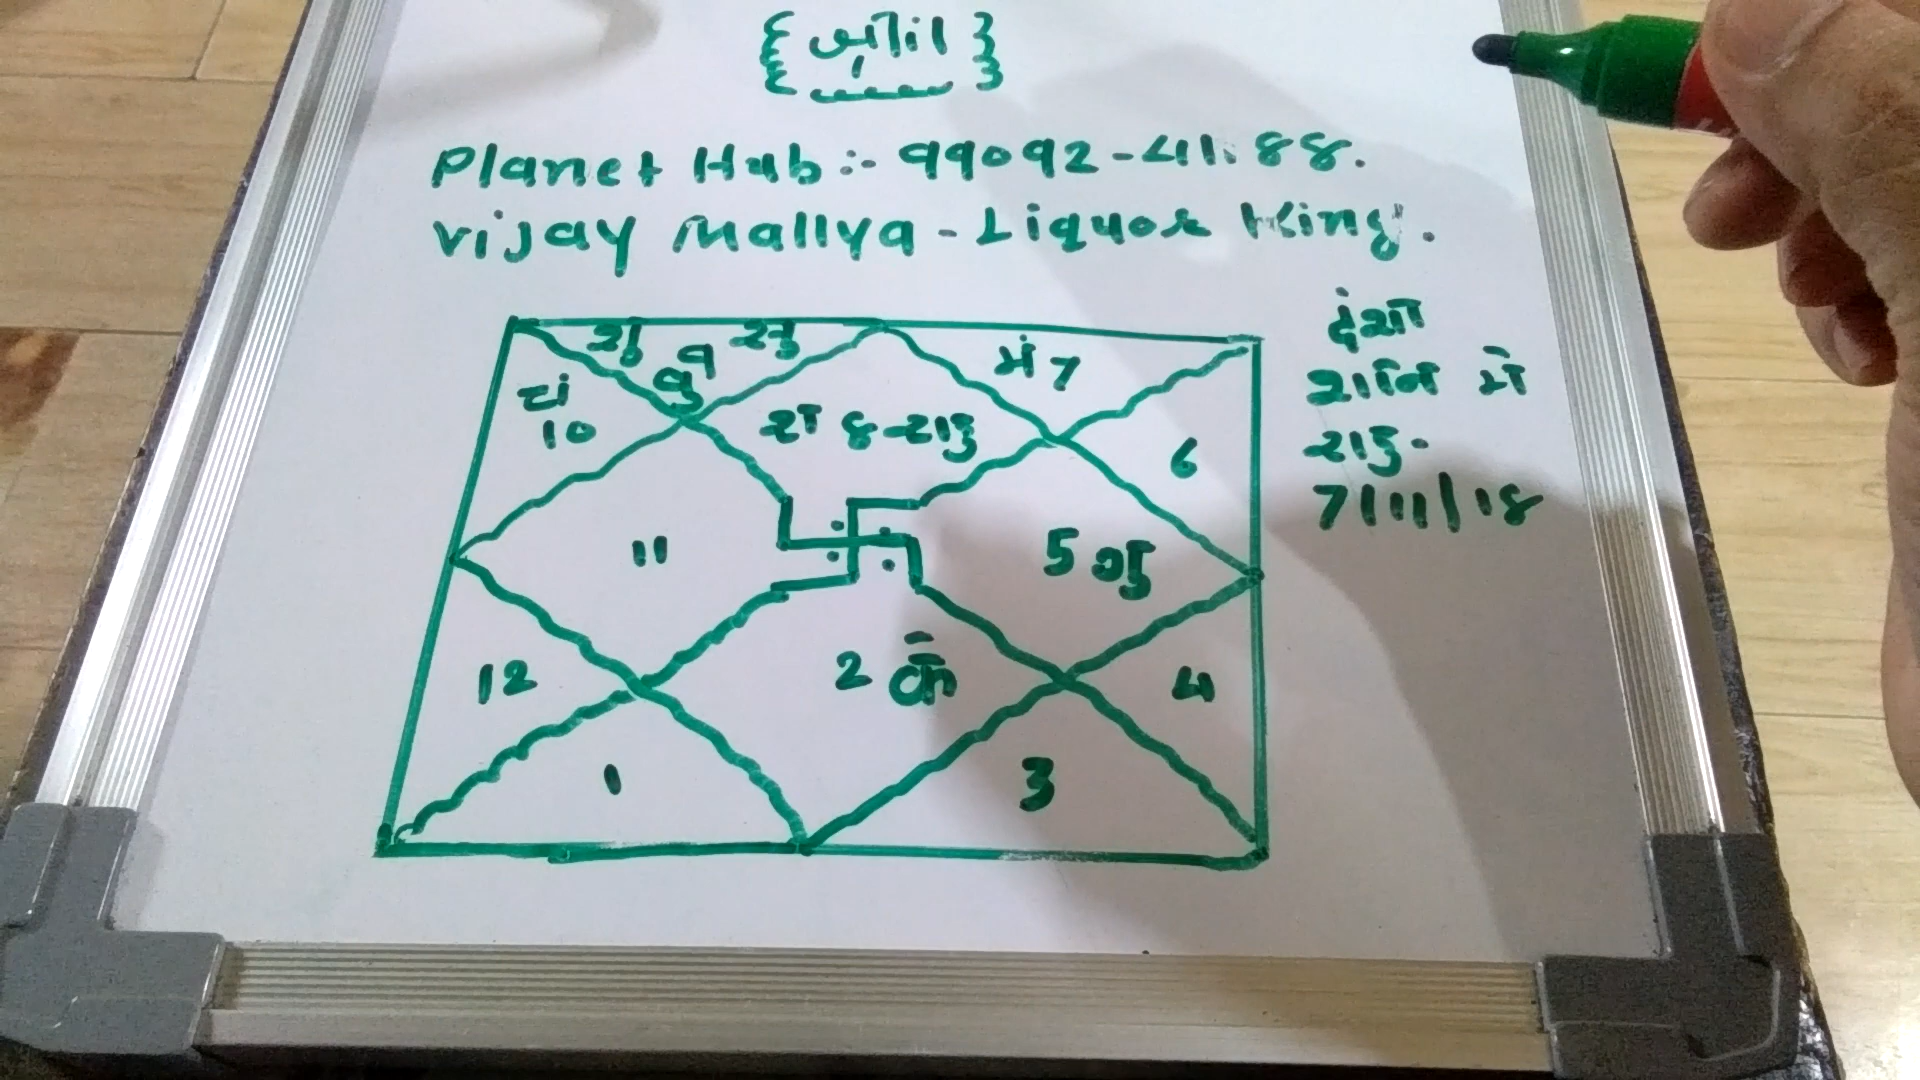 Planet Hub :- 99092-41188.
Vijay Mallya - Liquor King.
दशा
शु सू
मं 7
9
बु
शनि में
चं
10
श 8 - राहु
राहु.
6
7/11/18
11
5 गु
12
2 के
4
1
3